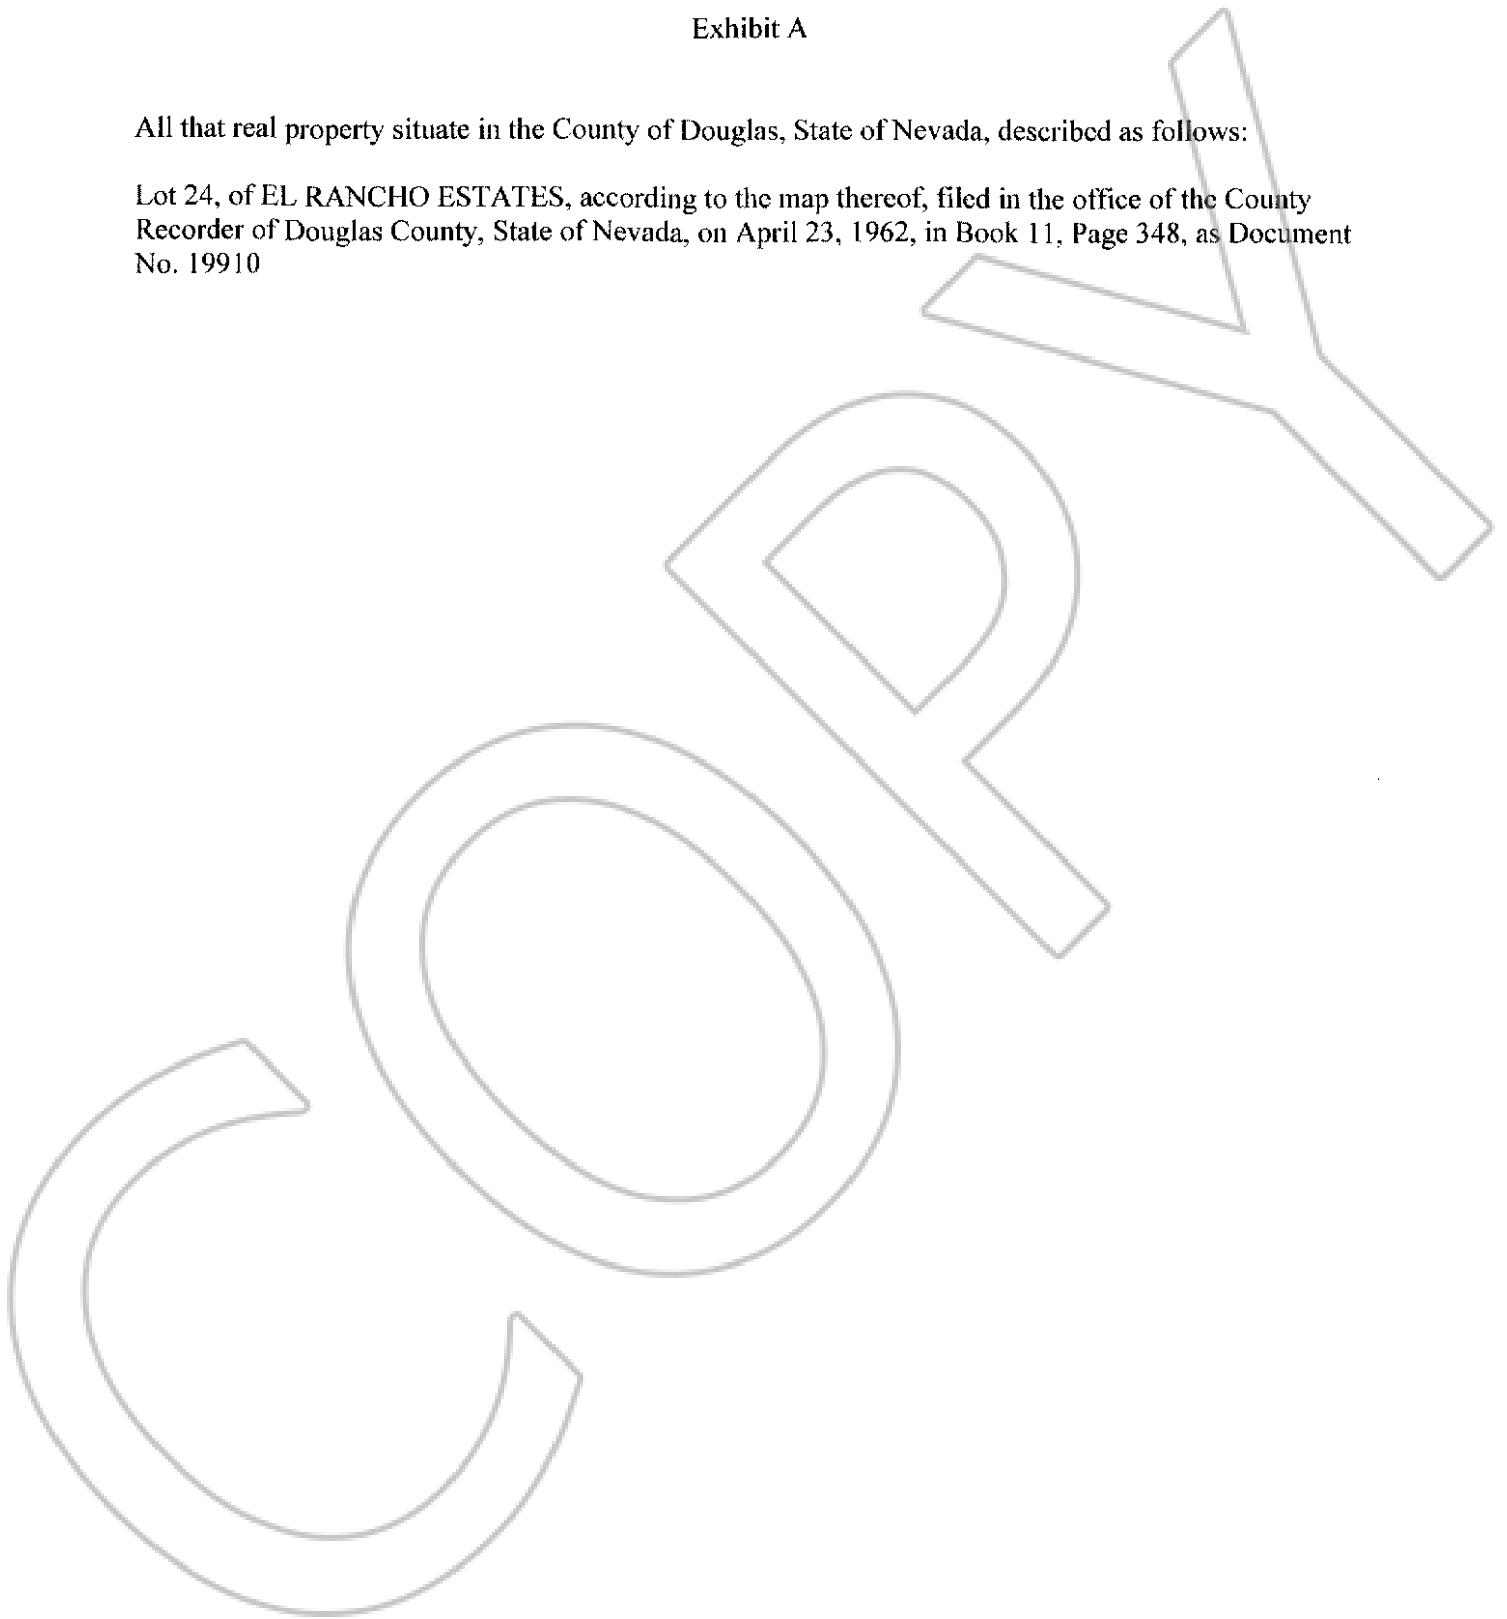 Exhibit A
All that real property situate in the County of Douglas, State of Nevada, described as follows:
Lot 24, of EL RANCHO ESTATES, according to the map thereof, filed in the office of the County
Recorder of Douglas County, State of Nevada, on April 23, 1962, in Book 11, Page 348, as Document
No. 19910
COPY